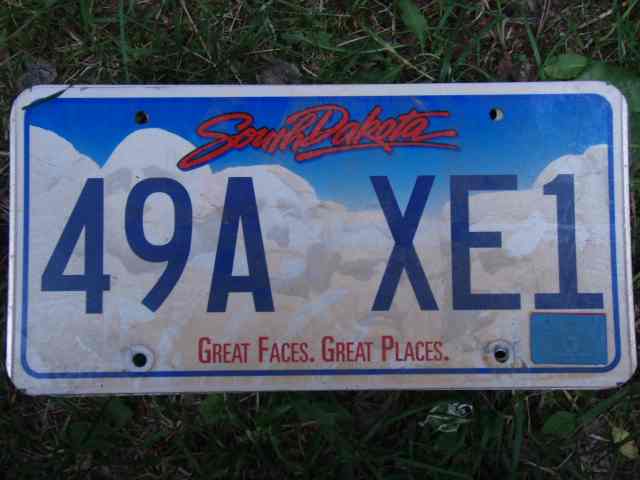 South Dakota
49A XE1
GREAT FACES. GREAT PLACES.